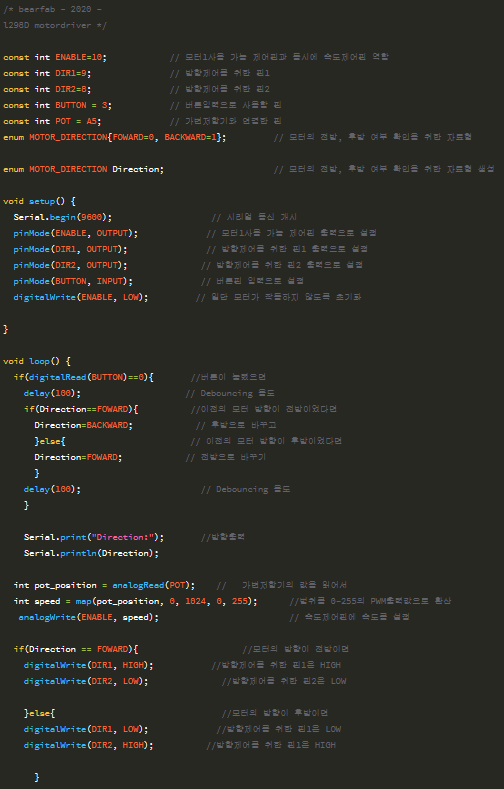 /* bearfab - 2020 -
l298D motordriver */
const int ENABLE=10; // 모터1사용 가능 제어핀과 동시에 속도제어핀 역할
const int DIR1=9; // 방향제어를 위한 핀1
const int DIR2=8; // 방향제어를 위한 핀2
const int BUTTON = 3; // 버튼입력으로 사용할 핀
const int POT = A5; // 가변저항기와 연결한 핀
enum MOTOR_DIRECTION{FOWARD=0, BACKWARD=1}; // 모터의 전방, 후방 여부 확인을 위한 자료형
enum MOTOR_DIRECTION Direction; // 모터의 전방, 후방 여부 확인을 위한 자료형 설정
void setup() {
Serial.begin(9600); // 시리얼 통신 개시
pinMode(ENABLE, OUTPUT); // 모터1사용 가능 제어핀 출력으로 설정
pinMode(DIR1, OUTPUT); // 방향제어를 위한 핀1 출력으로 설정
pinMode(DIR2, OUTPUT); // 방향제어를 위한 핀2 출력으로 설정
pinMode(BUTTON, INPUT); // 버튼핀 입력으로 설정
digitalWrite(ENABLE, LOW); // 일단 모터가 작동하지 않도록 초기화
}
void loop() {
if(digitalRead(BUTTON)==0){ //버튼이 눌렸으면
delay(100); // Debouncing 용도
if(Direction==FOWARD){ //이전의 모터 방향이 전방이었다면
Direction=BACKWARD; // 후방으로 바꾸고
}else{ // 이전의 모터 방향이 후방이었다면
Direction=FOWARD; // 전방으로 바꾸기
}
delay(100); // Debouncing 용도
}
Serial.print("Direction:"); //방향출력
Serial.println(Direction);
int pot_position = analogRead(POT); // 가변저항기의 값을 읽어서
int speed = map(pot_position, 0, 1024, 0, 255); //범위를 0~255의 PWM출력값으로 환산
analogWrite(ENABLE, speed); // 속도제어핀에 속도를 설정
if(Direction == FOWARD){ //모터의 방향이 전방이면
digitalWrite(DIR1, HIGH); //방향제어를 위한 핀1은 HIGH
digitalWrite(DIR2, LOW); //방향제어를 위한 핀2은 LOW
}else{ //모터의 방향이 후방이면
digitalWrite(DIR1, LOW); //방향제어를 위한 핀1은 LOW
digitalWrite(DIR2, HIGH); //방향제어를 위한 핀1은 HIGH
}